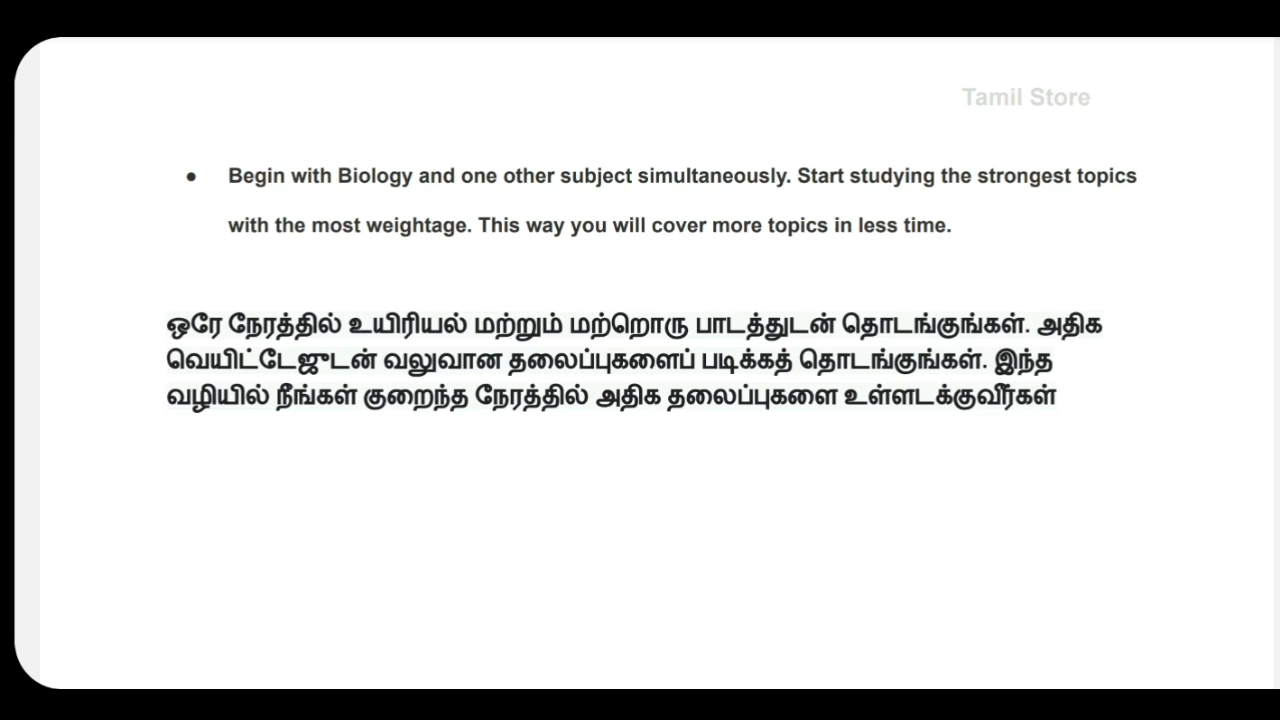 Tamil Store
● Begin with Biology and one other subject simultaneously. Start studying the strongest topics
with the most weightage. This way you will cover more topics in less time.
ஒரே நேரத்தில் உயிரியல் மற்றும் மற்றொரு பாடத்துடன் தொடங்குங்கள். அதிக
வெயிட்டேஜுடன் வலுவான தலைப்புகளைப் படிக்கத் தொடங்குங்கள். இந்த
வழியில் நீங்கள் குறைந்த நேரத்தில் அதிக தலைப்புகளை உள்ளடக்குவீர்கள்